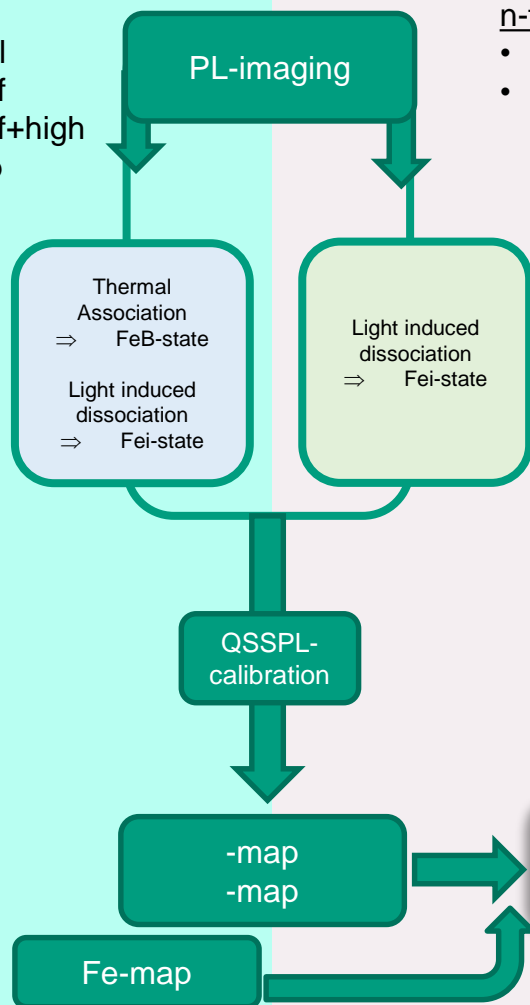 PL-imaging
n-
f+high
Thermal
Association
⇒ FeB-state
Light induced
dissociation
⇒ Fei-state
Light induced
dissociation
⇒ Fei-state
QSSPL-
calibration
-map
-map
Fe-map